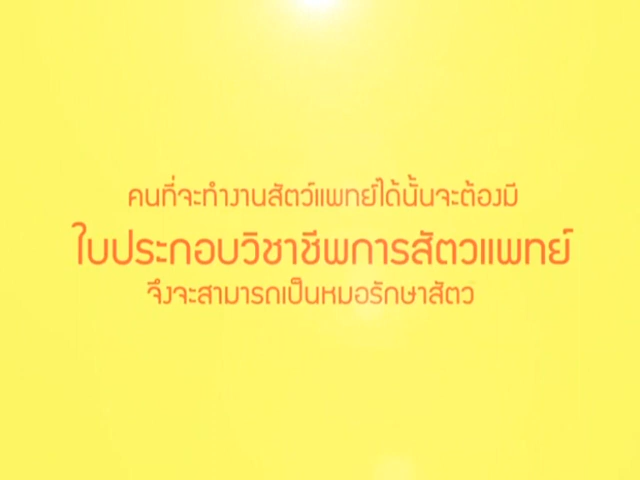 คนที่จะทำงานสัตว์แพทย์ได้นั้นจะต้องมี
ใบประกอบวิชาชีพการสัตวแพทย์
จึงจะสามารถเป็นหมอรักษาสัตว